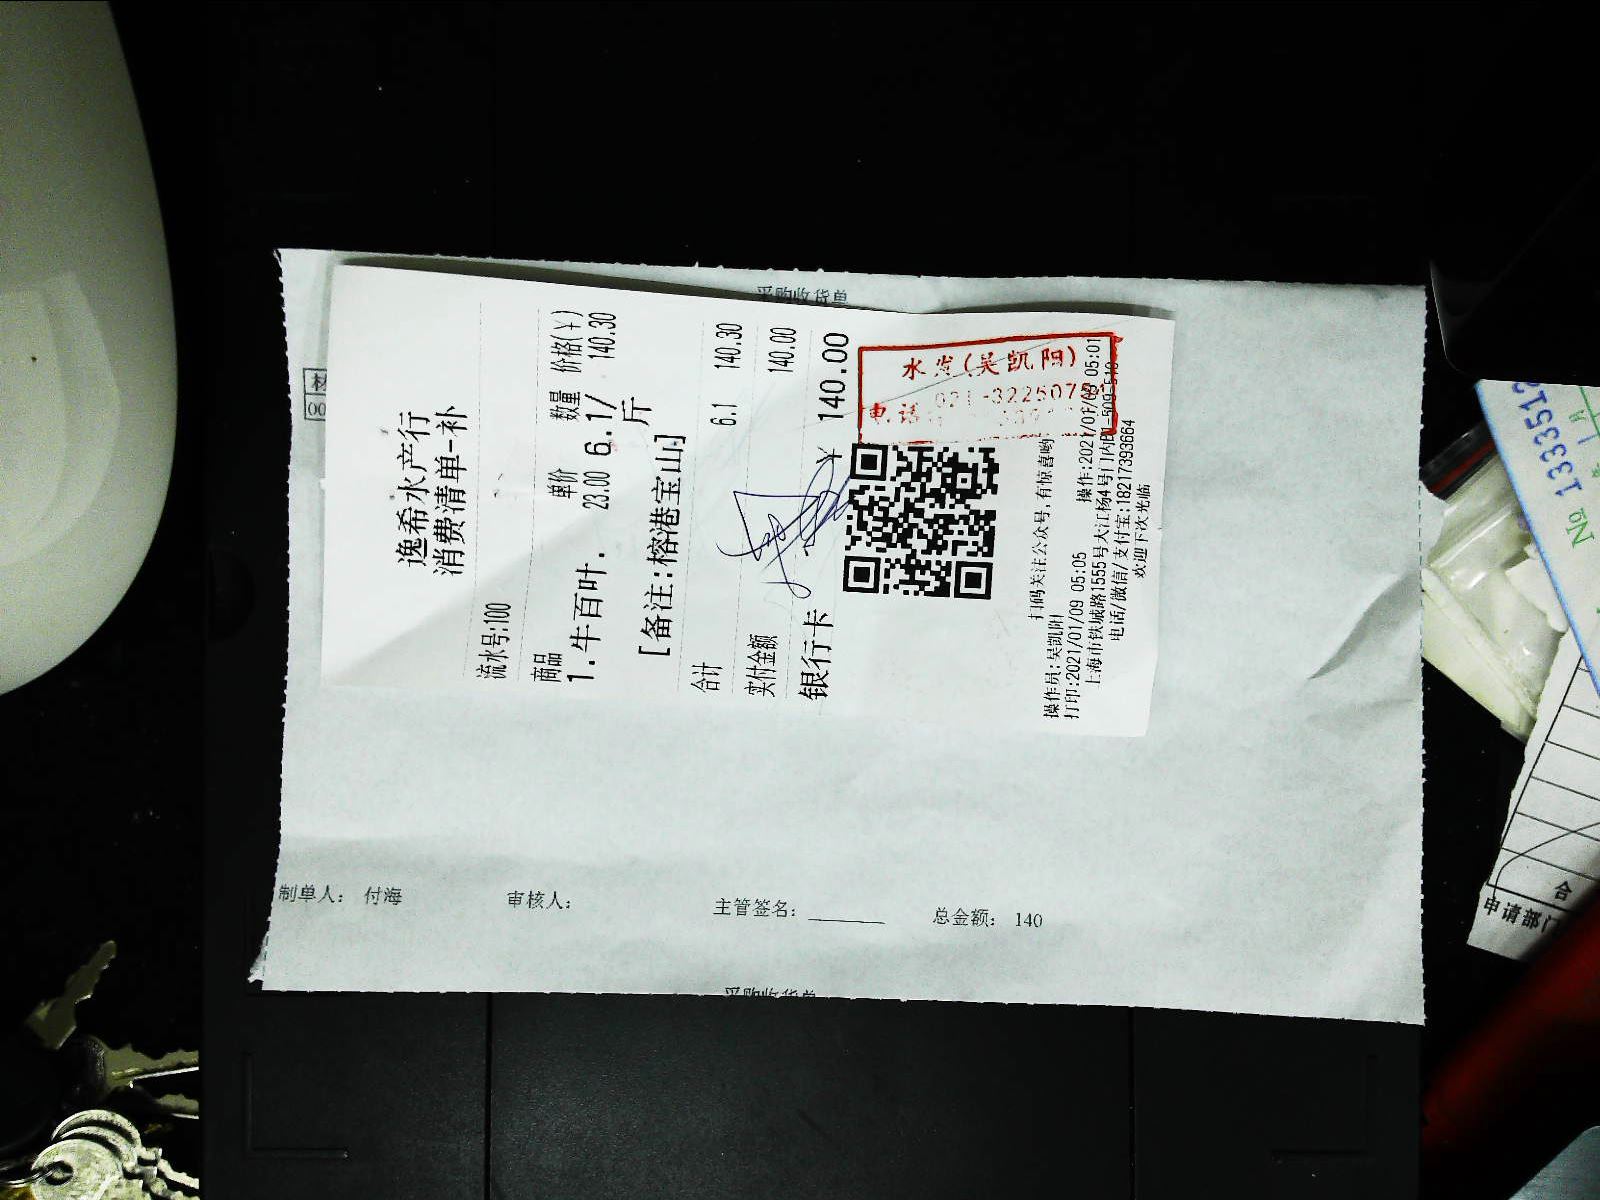 采购收货单
逸希水产行
消费清单-补
流水号:100
商品 单价 数量 价格(¥)
1.牛百叶. 23.00 6.1/斤 140.30
[备注:榕港宝山]
合计 6.1 140.30
实付金额 140.00
银行卡 140.00
水发(吴凯阳)
电话
扫码关注公众号,有惊喜哟
操作员:吴凯阳
打印:2021/01/09 05:05 操作:2021/01/09 05:01
上海市铁城路1555号大江杨4号门内
电话/微信/支付宝:18217393664
欢迎下次光临
制单人: 付海 审核人: 主管签名: 总金额: 140
采购收货单
№ 1333512
合
申请部门